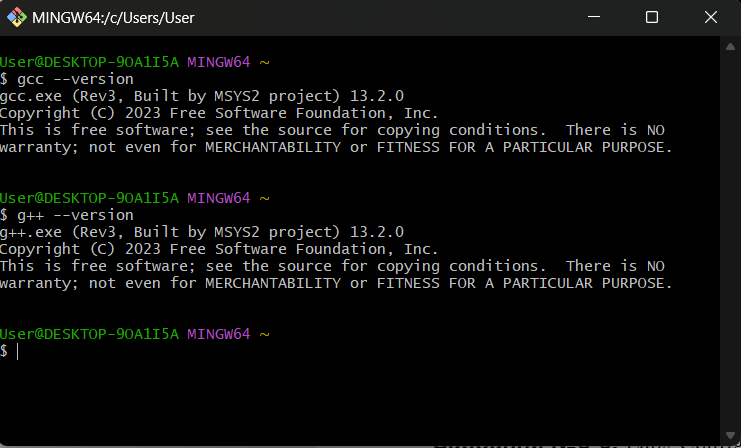 MINGW64:/c/Users/User
User@DESKTOP-9OA1I5A MINGW64 ~
$ gcc --version
gcc.exe (Rev3, Built by MSYS2 project) 13.2.0
Copyright (C) 2023 Free Software Foundation, Inc.
This is free software; see the source for copying conditions.  There is NO
warranty; not even for MERCHANTABILITY or FITNESS FOR A PARTICULAR PURPOSE.
User@DESKTOP-9OA1I5A MINGW64 ~
$ g++ --version
g++.exe (Rev3, Built by MSYS2 project) 13.2.0
Copyright (C) 2023 Free Software Foundation, Inc.
This is free software; see the source for copying conditions.  There is NO
warranty; not even for MERCHANTABILITY or FITNESS FOR A PARTICULAR PURPOSE.
User@DESKTOP-9OA1I5A MINGW64 ~
$